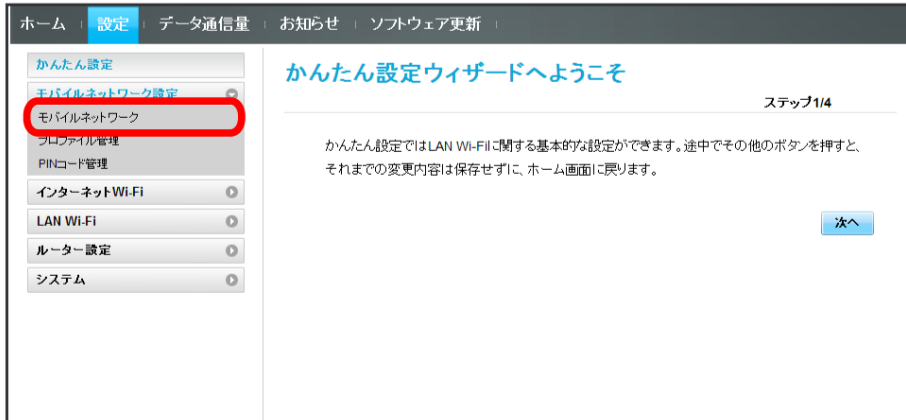 ホーム 設定 データ通信量 お知らせ ソフトウェア更新
かんたん設定
モバイルネットワーク設定
モバイルネットワーク
プロファイル管理
PINコード管理
インターネットWi-Fi
LAN Wi-Fi
ルーター設定
システム
かんたん設定ウィザードへようこそ
ステップ1/4
かんたん設定ではLAN Wi-Fiに関する基本的な設定ができます。途中でその他のボタンを押すと、
それまでの変更内容は保存せずに、ホーム画面に戻ります。
次へ